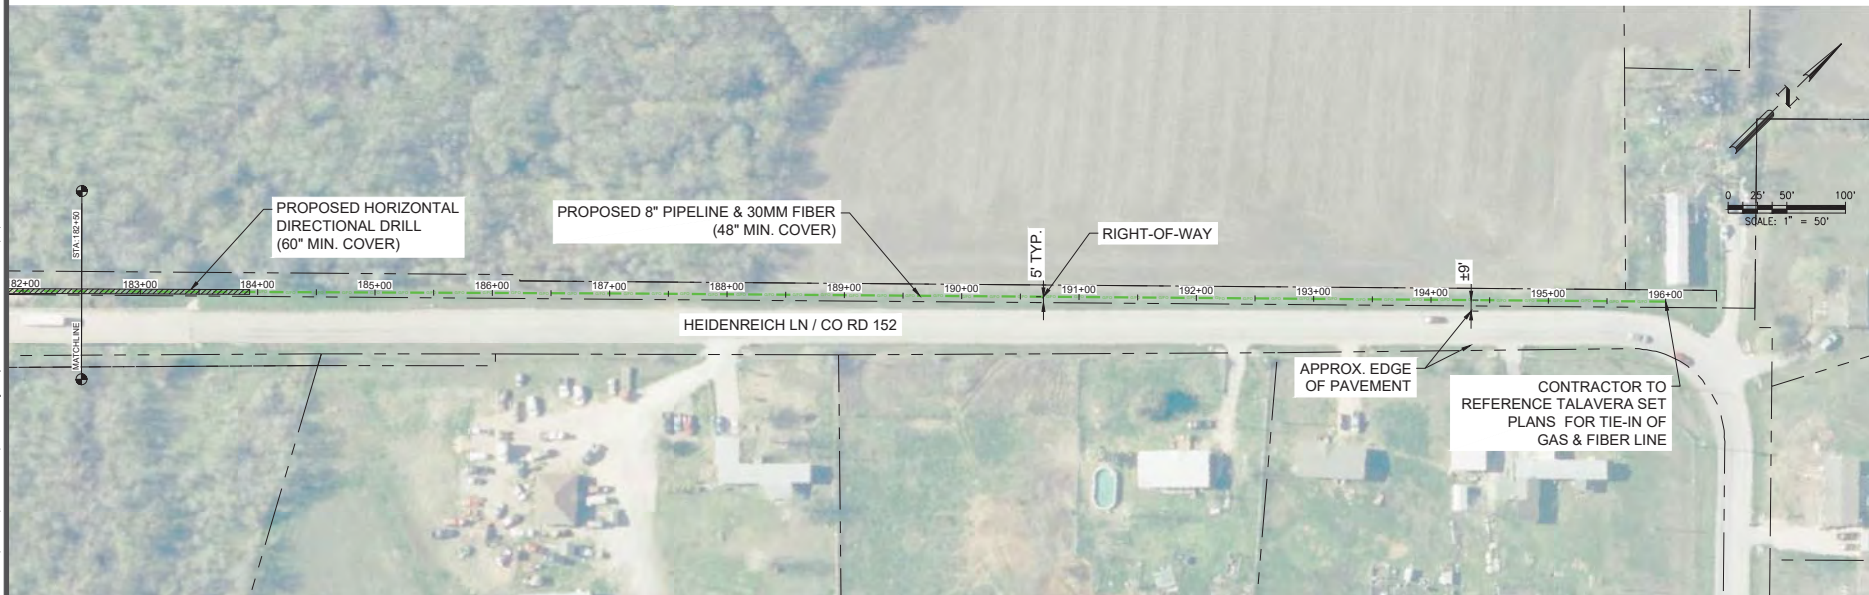 N
0 25' 50' 100'
SCALE: 1" = 50'
STA:182+50
MATCHLINE
PROPOSED HORIZONTAL
DIRECTIONAL DRILL
(60" MIN. COVER)
PROPOSED 8" PIPELINE & 30MM FIBER
(48" MIN. COVER)
5' TYP.
RIGHT-OF-WAY
±9'
182+00 183+00 184+00 185+00 186+00 187+00 188+00 189+00 190+00 191+00 192+00 193+00 194+00 195+00 196+00
HEIDENREICH LN / CO RD 152
APPROX. EDGE
OF PAVEMENT
CONTRACTOR TO
REFERENCE TALAVERA SET
PLANS FOR TIE-IN OF
GAS & FIBER LINE